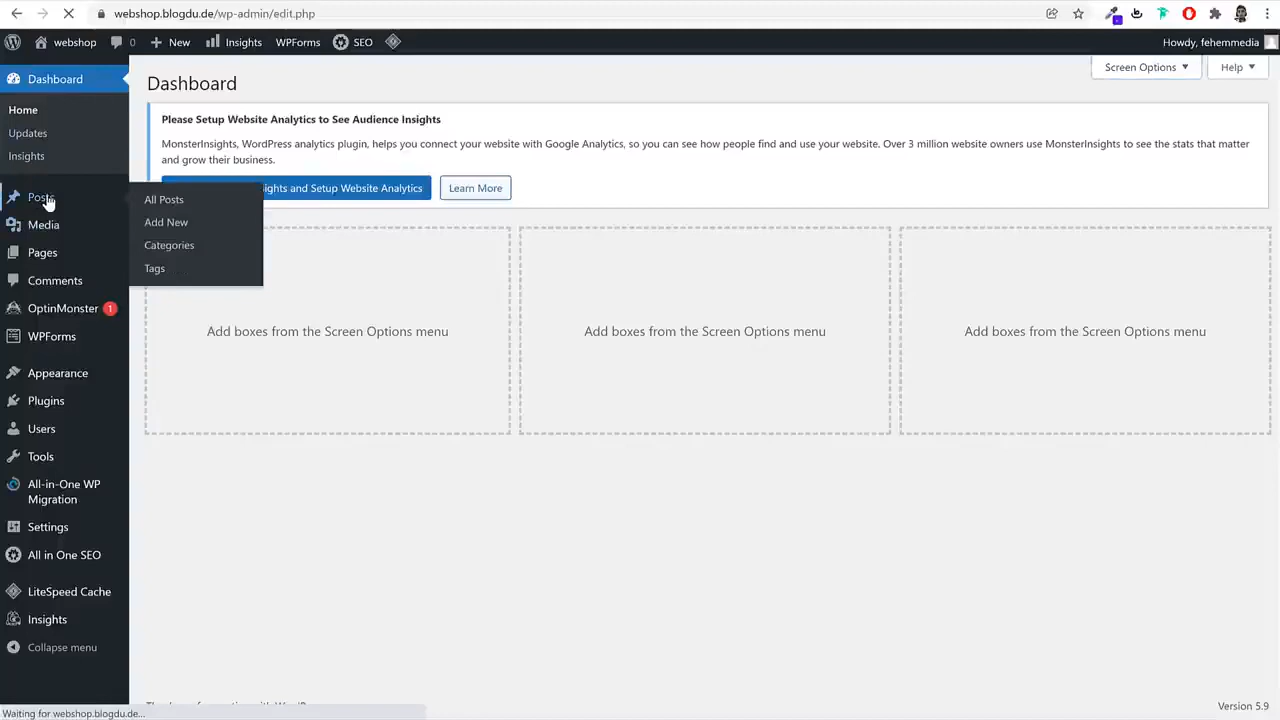 webshop.blogdu.de/wp-admin/edit.php
webshop 0 New Insights WPForms SEO Howdy, fehemmedia
Dashboard
Home
Updates
Insights
Posts
Media
Pages
Comments
OptinMonster 1
WPForms
Appearance
Plugins
Users
Tools
All-in-One WP
Migration
Settings
All in One SEO
LiteSpeed Cache
Insights
Collapse menu
All Posts
Add New
Categories
Tags
Screen Options Help
Dashboard
Please Setup Website Analytics to See Audience Insights
MonsterInsights, WordPress analytics plugin, helps you connect your website with Google Analytics, so you can see how people find and use your website. Over 3 million website owners use MonsterInsights to see the stats that matter
and grow their business.
and Setup Website Analytics Learn More
Add boxes from the Screen Options menu
Add boxes from the Screen Options menu
Add boxes from the Screen Options menu
Version 5.9
Waiting for webshop.blogdu.de...